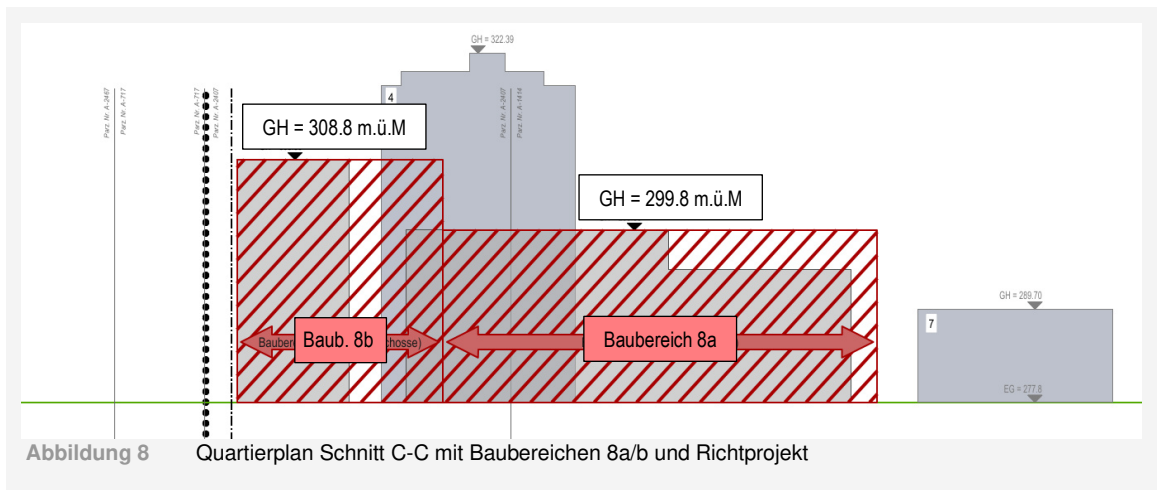 GH = 322.39
Parz. Nr. A-2467
Parz. Nr. A-717
Parz. Nr. A-717
Parz. Nr. A-2407
4
Parz. Nr. A-2407
Parz. Nr. A-1414
GH = 308.8 m.ü.M
GH = 299.8 m.ü.M
GH = 289.70
7
Baub. 8b
Baubereich 8a
EG = 277.8
Abbildung 8 Quartierplan Schnitt C-C mit Baubereichen 8a/b und Richtprojekt